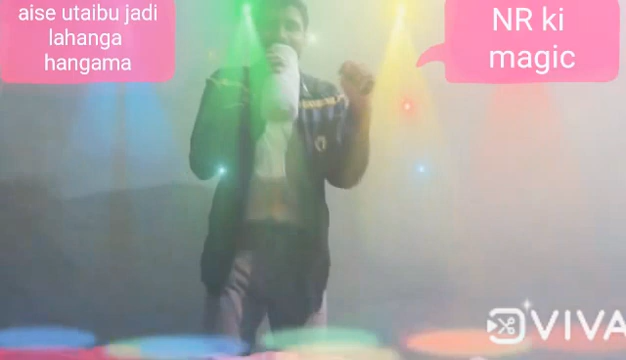 aise utaibu jadi
lahanga
hangama
NR ki
magic
VIVA